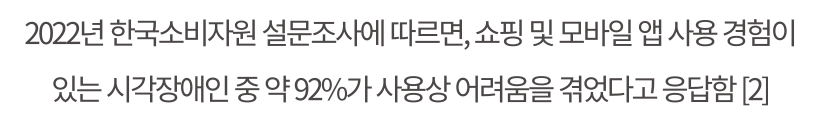 2022년 한국소비자원 설문조사에 따르면, 쇼핑 및 모바일 앱 사용 경험이
있는 시각장애인 중 약 92%가 사용상 어려움을 겪었다고 응답함 [2]